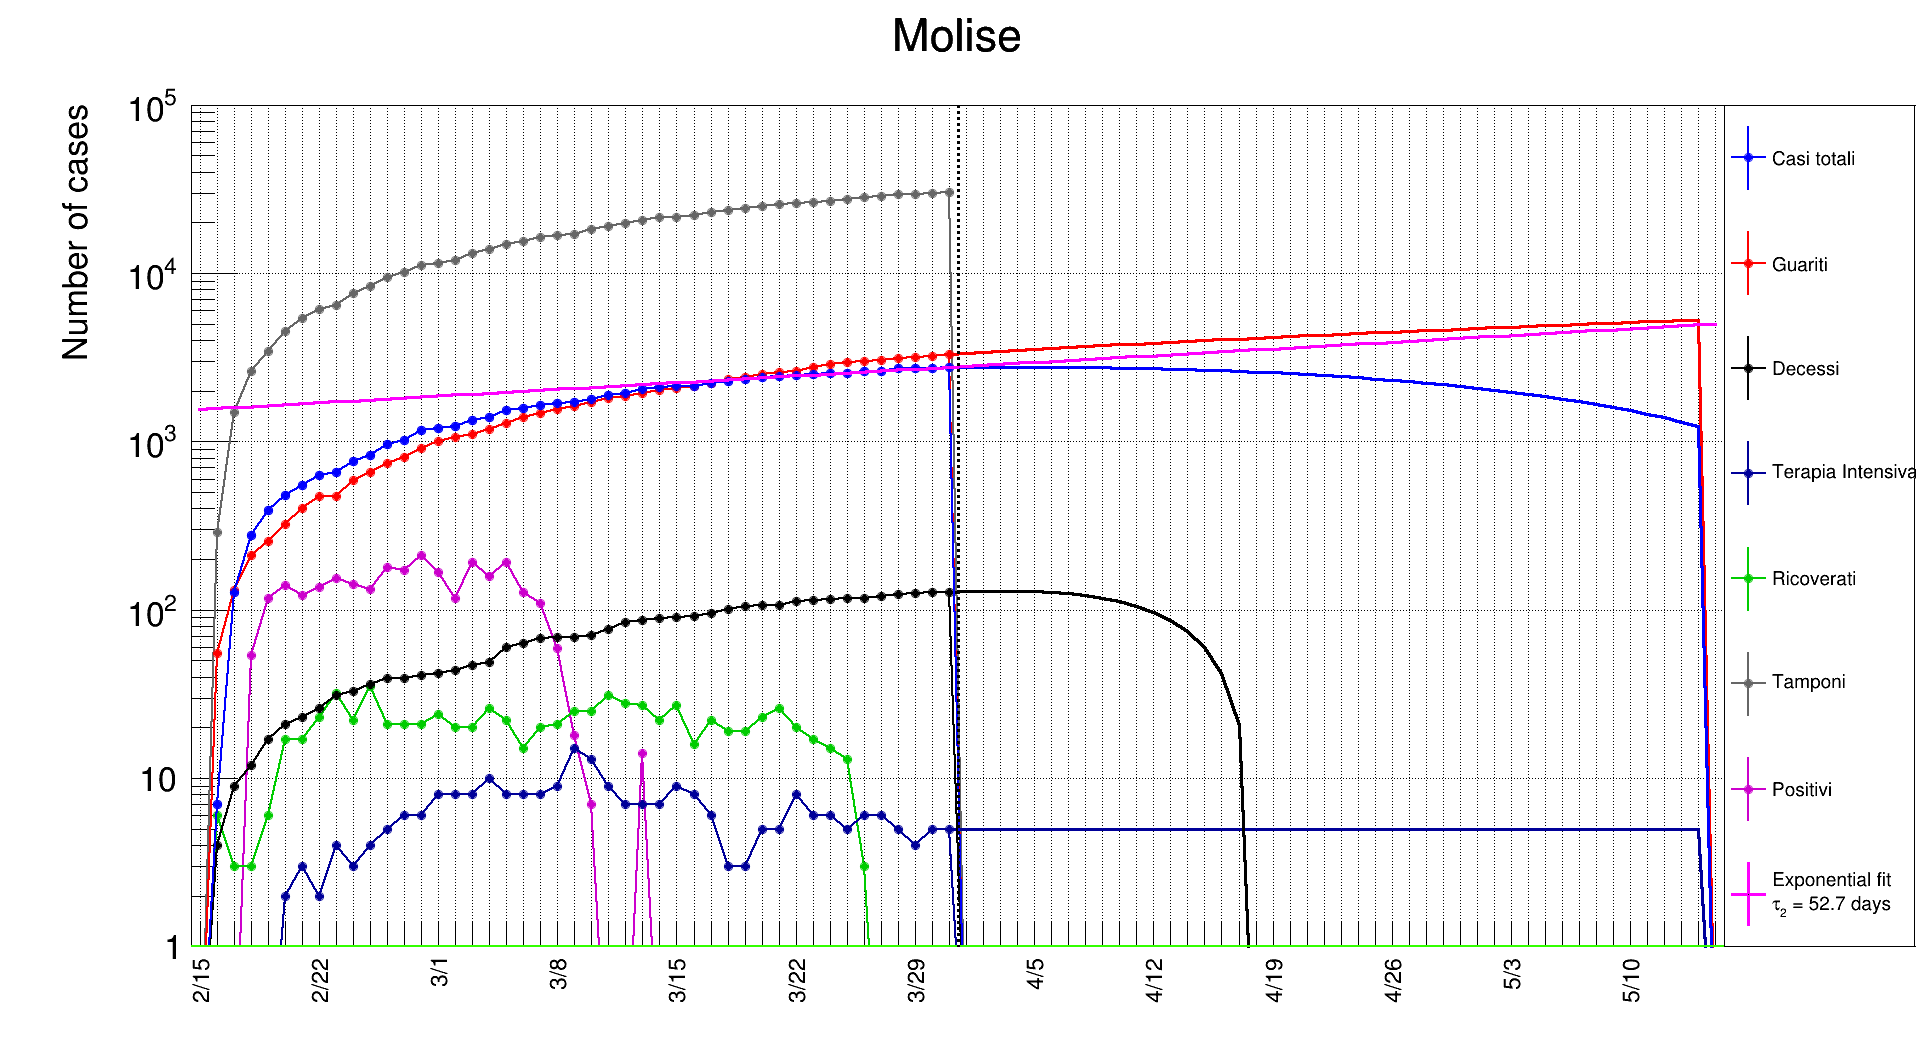 Molise
Number of cases
10^5
10^4
10^3
10^2
10
1
2/15
2/22
3/1
3/8
3/15
3/22
3/29
4/5
4/12
4/19
4/26
5/3
5/10
Casi totali
Guariti
Decessi
Terapia Intensiva
Ricoverati
Tamponi
Positivi
Exponential fit
τ_2 = 52.7 days